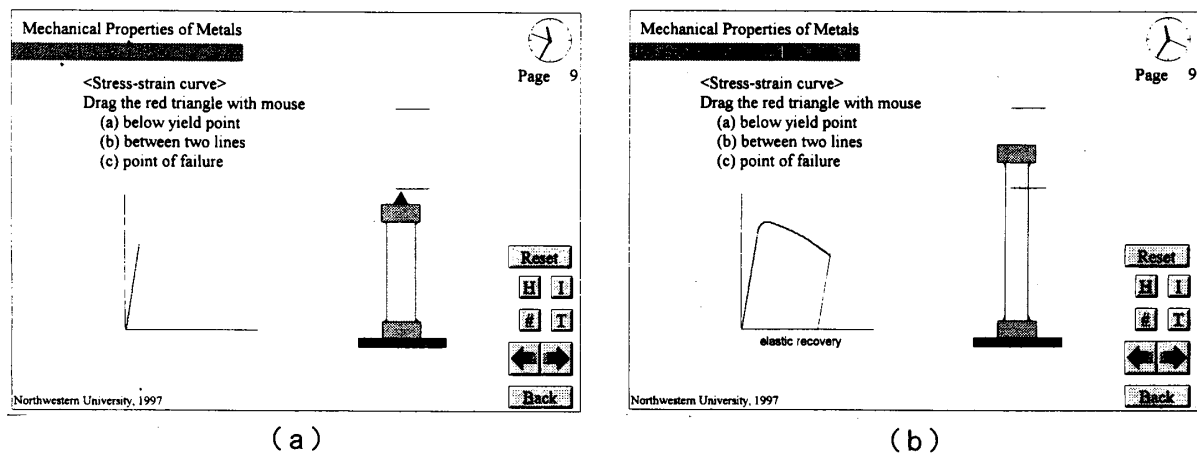 Mechanical Properties of Metals
Page 9
<Stress-strain curve>
Drag the red triangle with mouse
(a) below yield point
(b) between two lines
(c) point of failure
Reset
H I
# T
Back
Northwestern University, 1997
(a)
Mechanical Properties of Metals
Page 9
<Stress-strain curve>
Drag the red triangle with mouse
(a) below yield point
(b) between two lines
(c) point of failure
Reset
H I
# T
elastic recovery
Back
Northwestern University, 1997
(b)